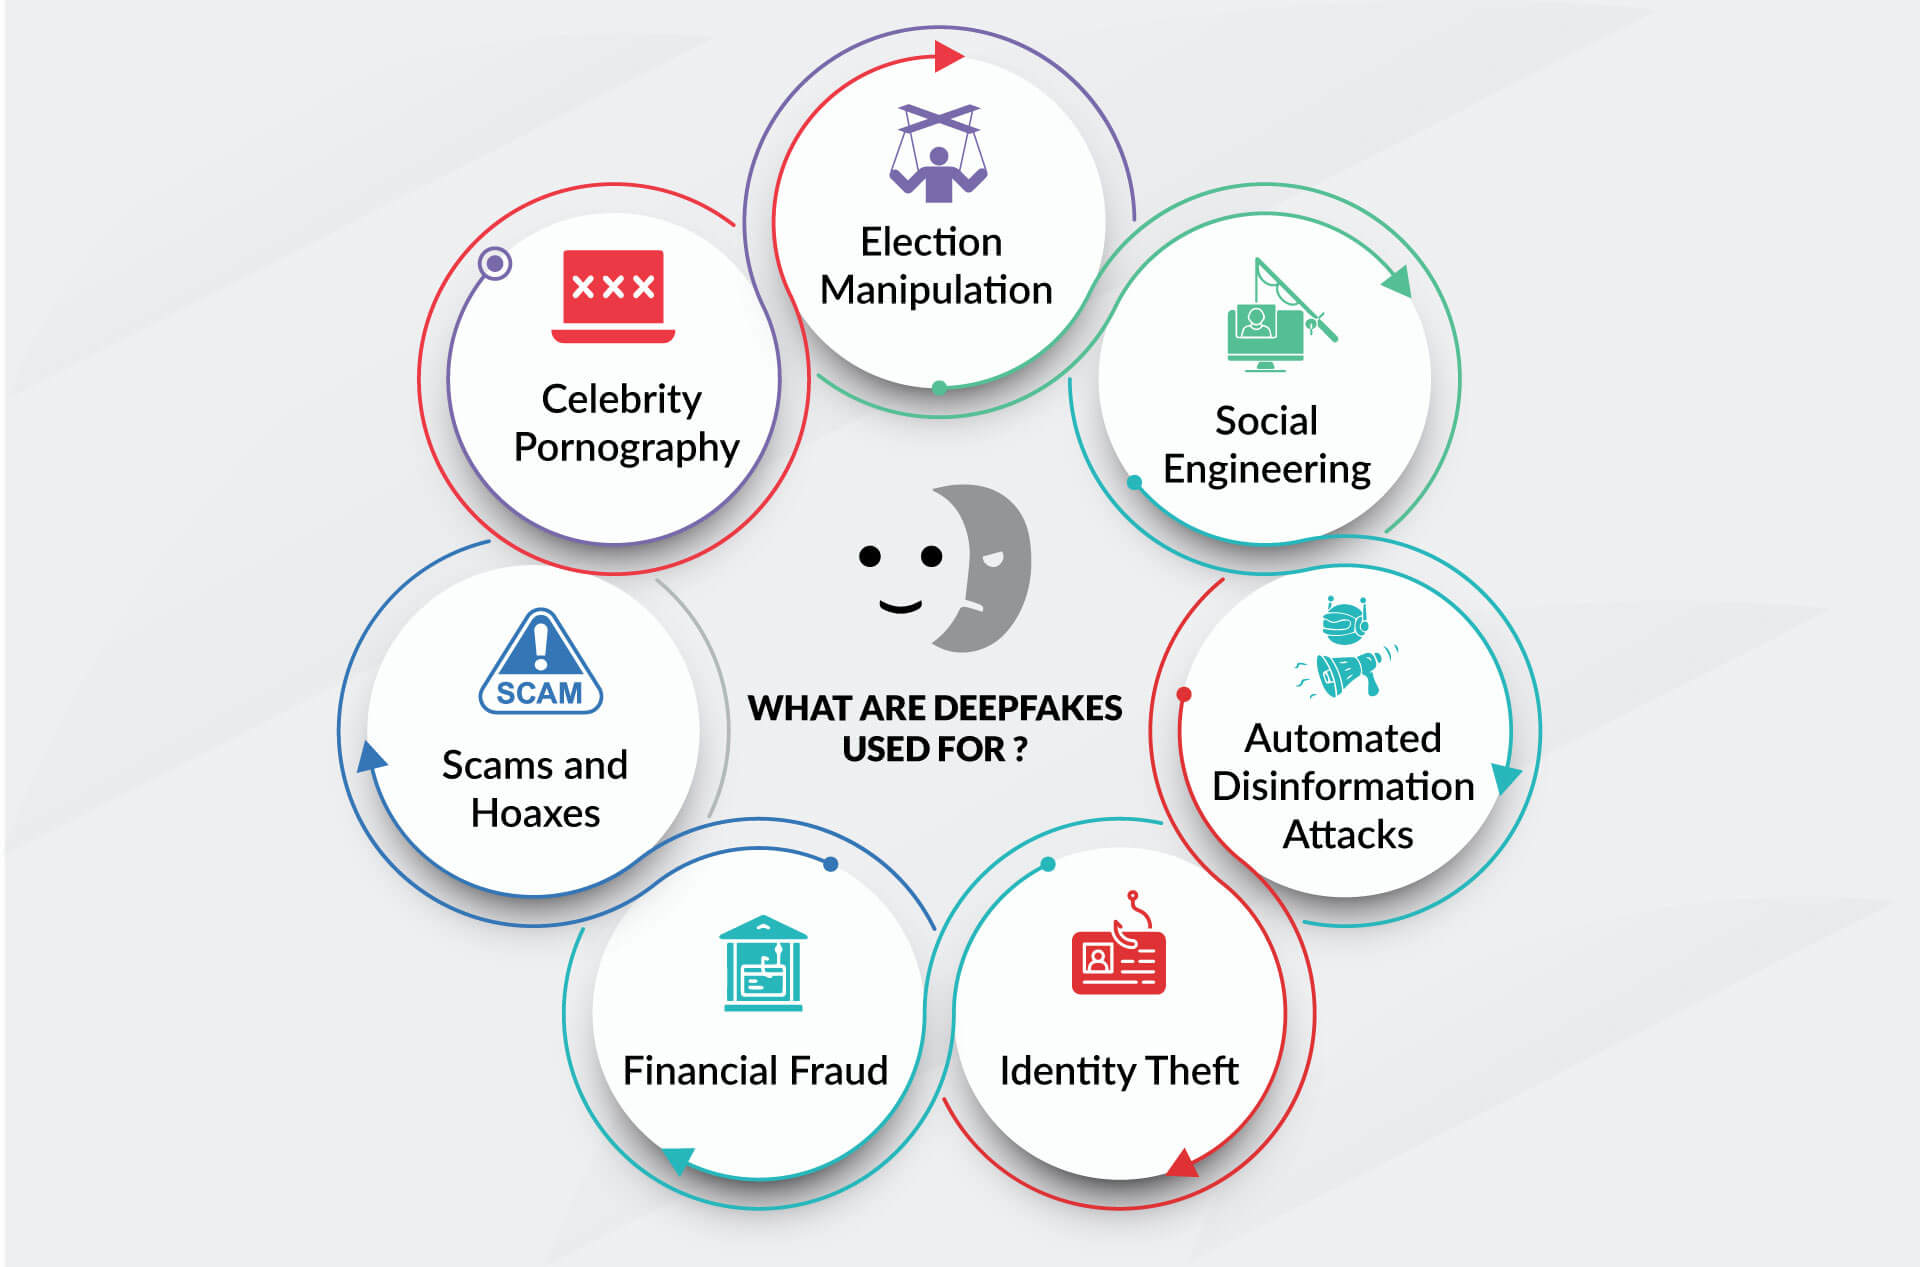 Election
Manipulation
Social
Engineering
Automated
Disinformation
Attacks
Identity Theft
Financial Fraud
SCAM
Scams and
Hoaxes
XXX
Celebrity
Pornography
WHAT ARE DEEPFAKES
USED FOR ?